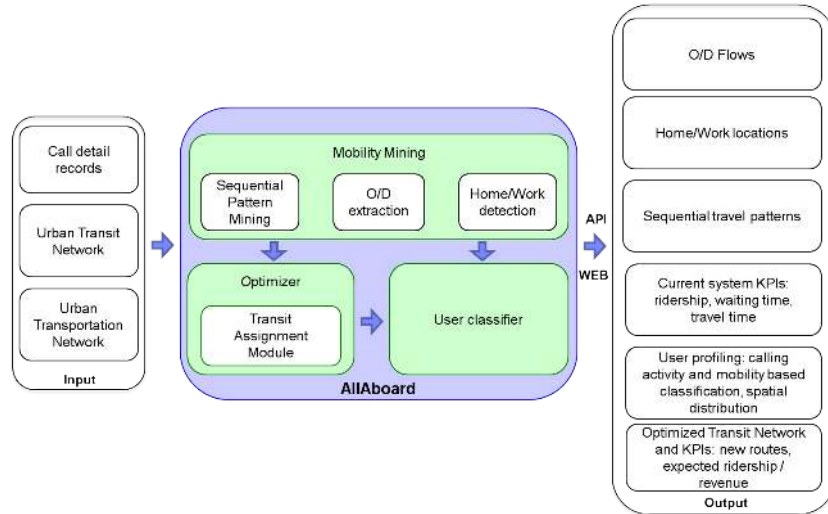 Call detail
records
Urban Transit
Network
Urban
Transportation
Network
Input
Mobility Mining
Sequential
Pattern
Mining
O/D
extraction
Home/Work
detection
Optimizer
Transit
Assignment
Module
User classifier
AllAboard
API
WEB
O/D Flows
Home/Work locations
Sequential travel patterns
Current system KPIs:
ridership, waiting time,
travel time
User profiling: calling
activity and mobility based
classification, spatial
distribution
Optimized Transit Network
and KPIs: new routes,
expected ridership /
revenue
Output